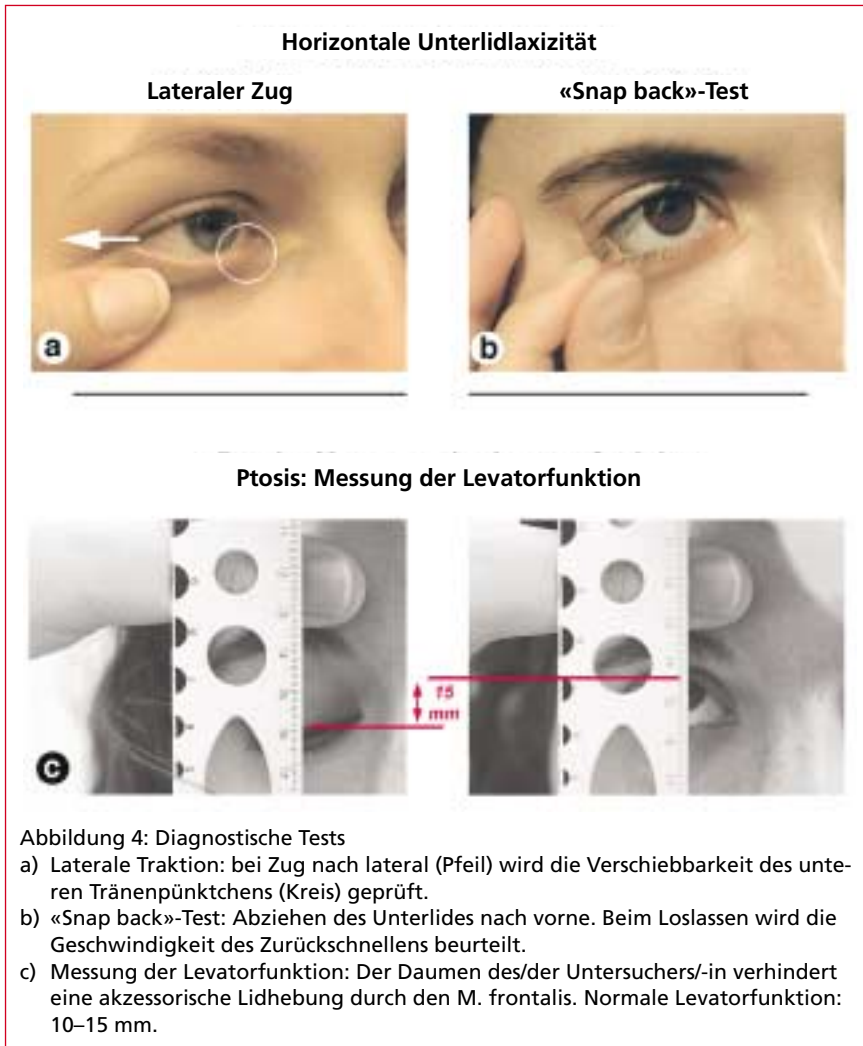 Horizontale Unterlidlaxizität
Lateraler Zug
«Snap back»-Test
a
b
Ptosis: Messung der Levatorfunktion
15
mm
c
Abbildung 4: Diagnostische Tests
a) Laterale Traktion: bei Zug nach lateral (Pfeil) wird die Verschiebbarkeit des unte-
ren Tränenpünktchens (Kreis) geprüft.
b) «Snap back»-Test: Abziehen des Unterlides nach vorne. Beim Loslassen wird die
Geschwindigkeit des Zurückschnellens beurteilt.
c) Messung der Levatorfunktion: Der Daumen des/der Untersuchers/-in verhindert
eine akzessorische Lidhebung durch den M. frontalis. Normale Levatorfunktion:
10–15 mm.